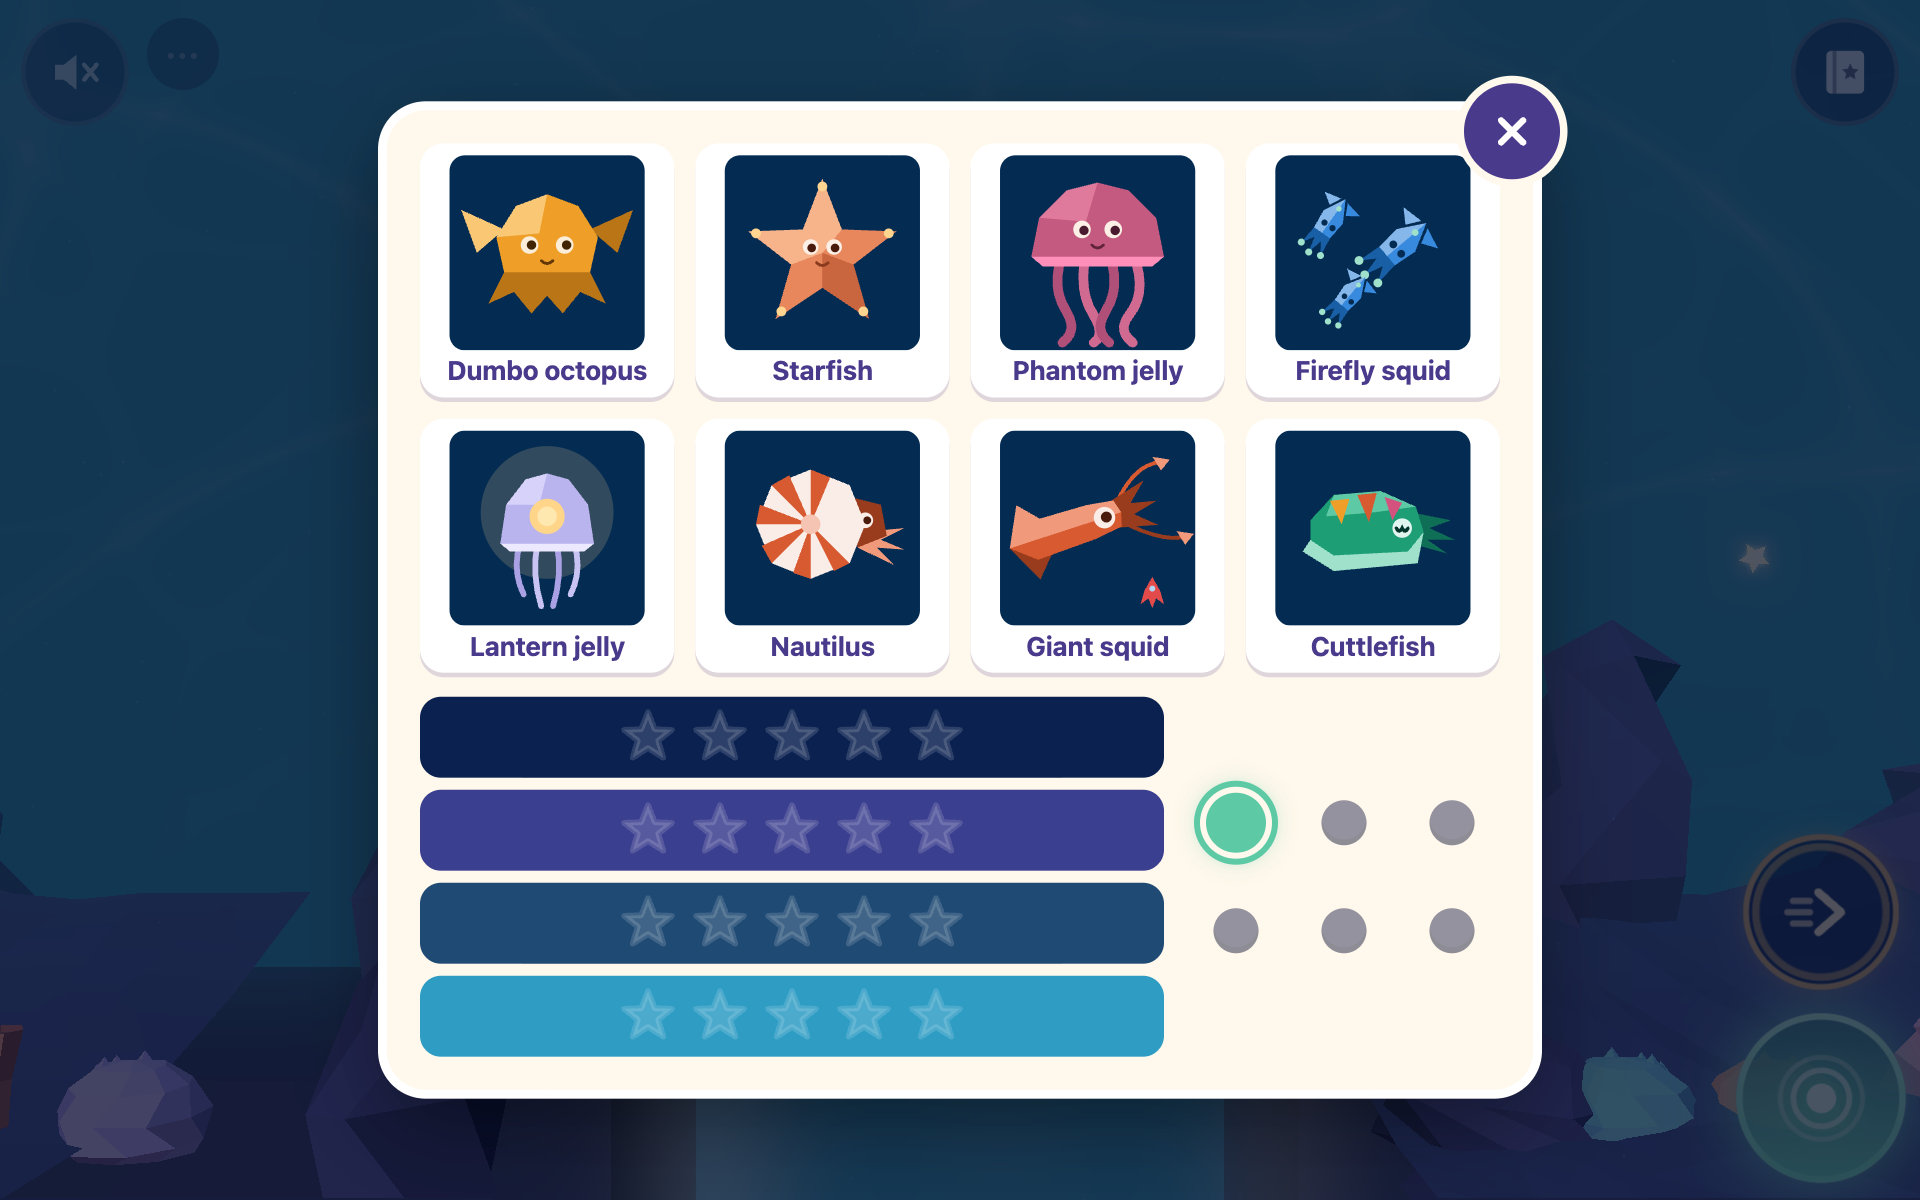 Dumbo octopus
Starfish
Phantom jelly
Firefly squid
Lantern jelly
Nautilus
Giant squid
Cuttlefish